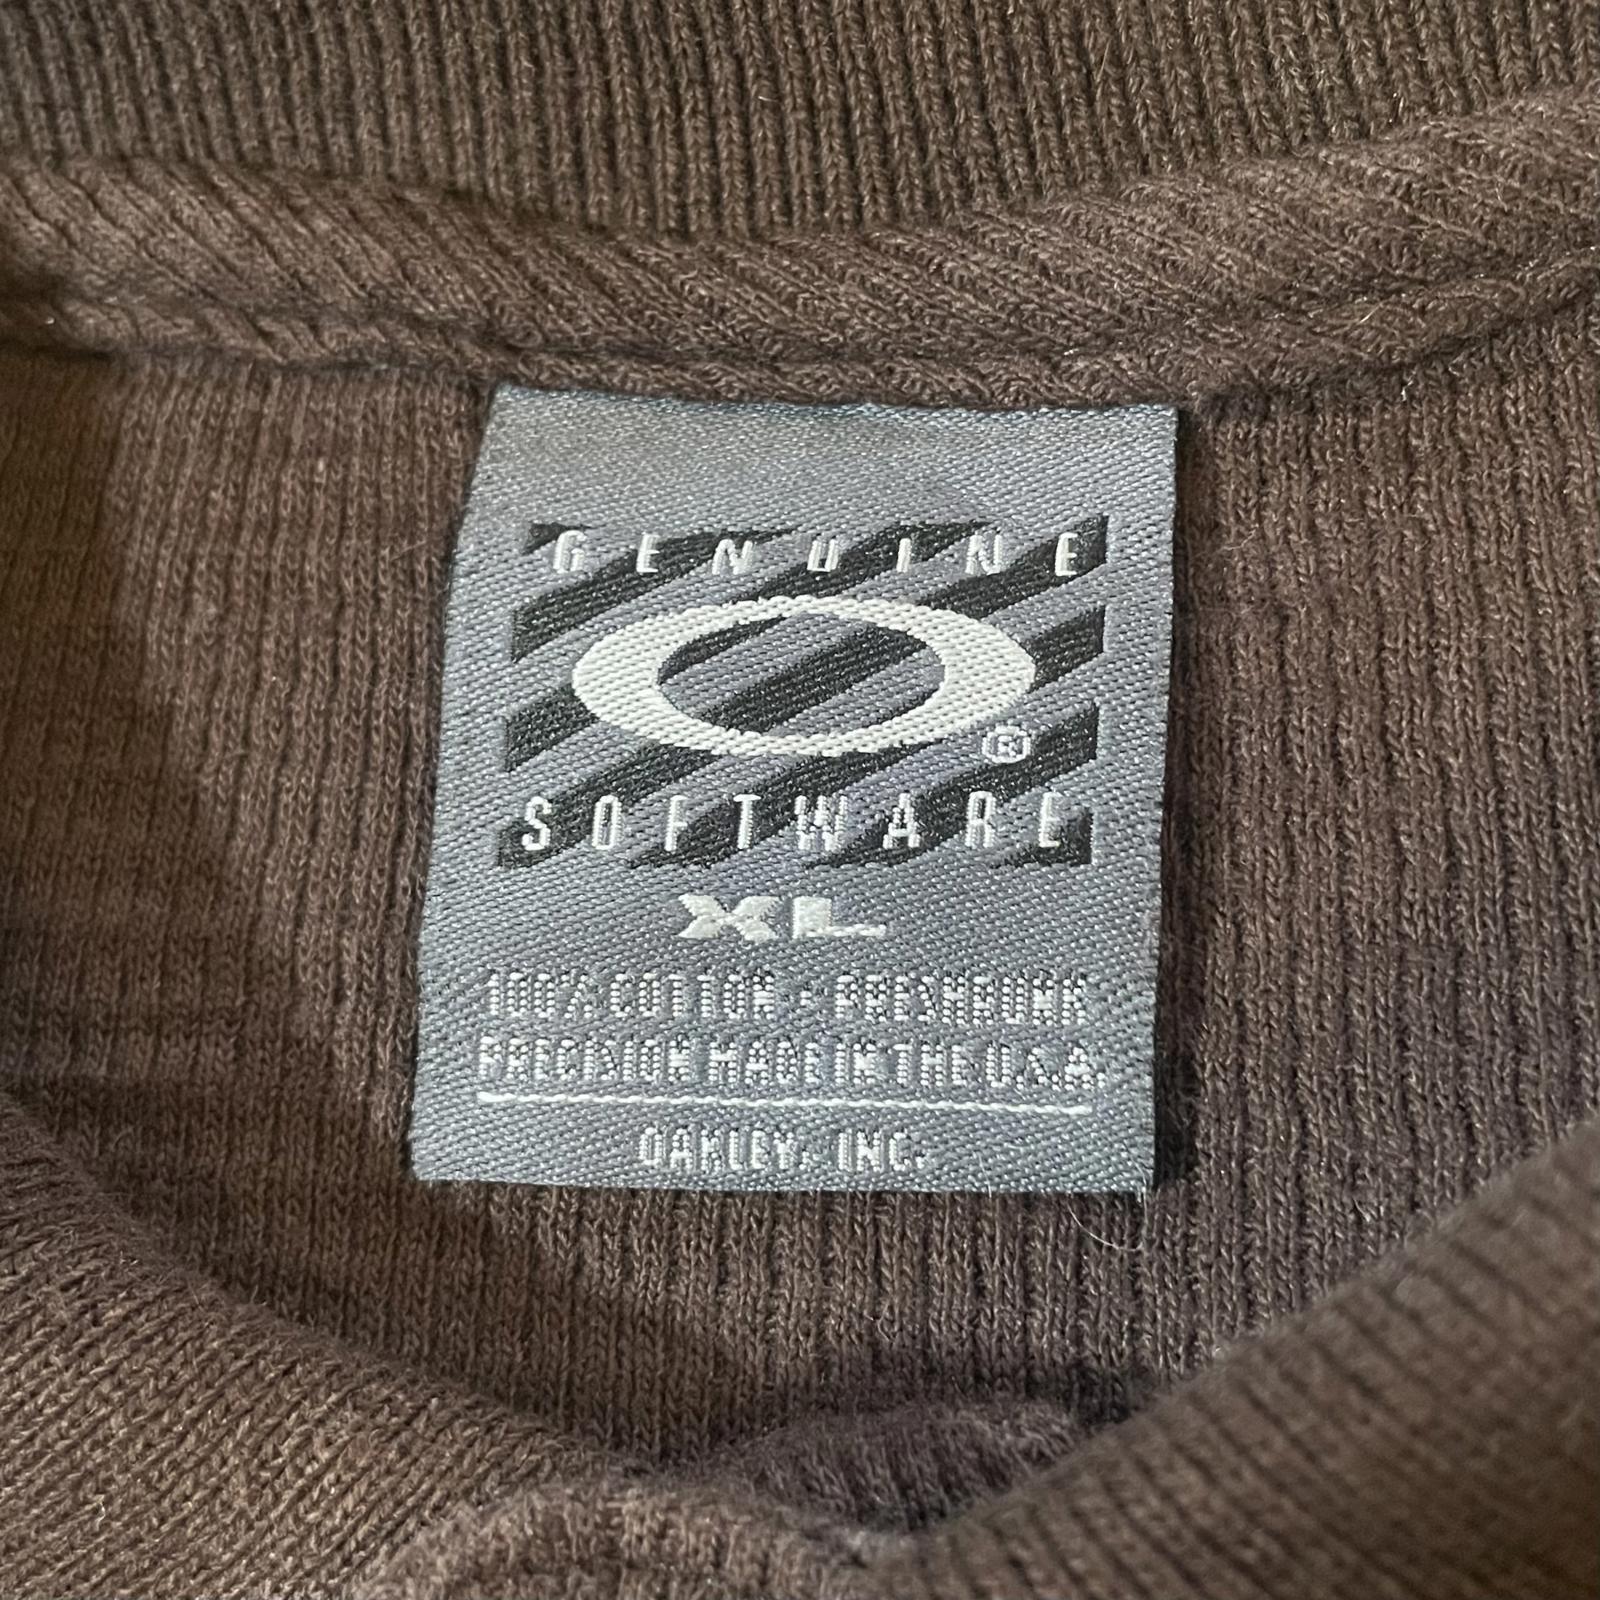 GENUINE
®
SOFTWARE
XL
100% COTTON - PRESHRUNK
PRECISION MADE IN THE U.S.A.
OAKLEY, INC.